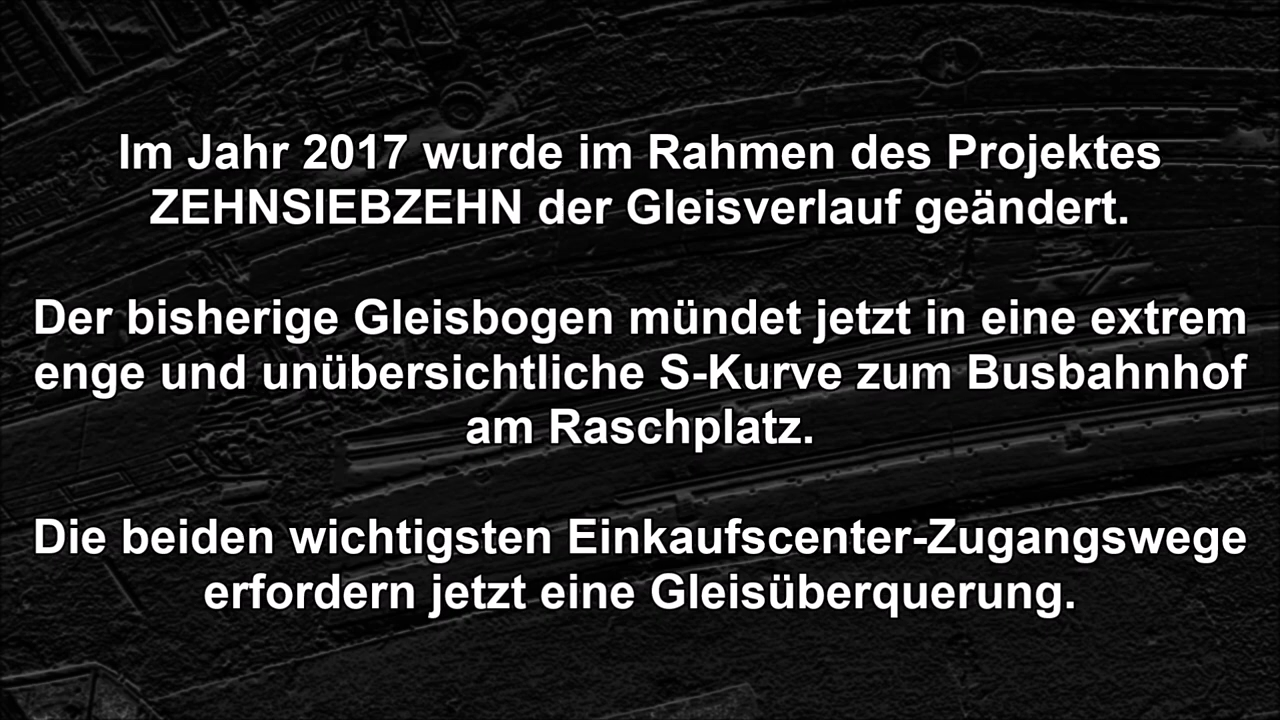 Im Jahr 2017 wurde im Rahmen des Projektes
ZEHNSIEBZEHN der Gleisverlauf geändert.
Der bisherige Gleisbogen mündet jetzt in eine extrem
enge und unübersichtliche S-Kurve zum Busbahnhof
am Raschplatz.
Die beiden wichtigsten Einkaufscenter-Zugangswege
erfordern jetzt eine Gleisüberquerung.